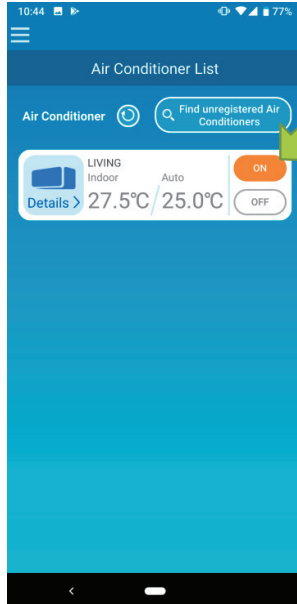 10:44 77%
Air Conditioner List
Air Conditioner
Find unregistered Air
Conditioners
LIVING
Indoor Auto
Details > 27.5℃ 25.0℃
ON
OFF